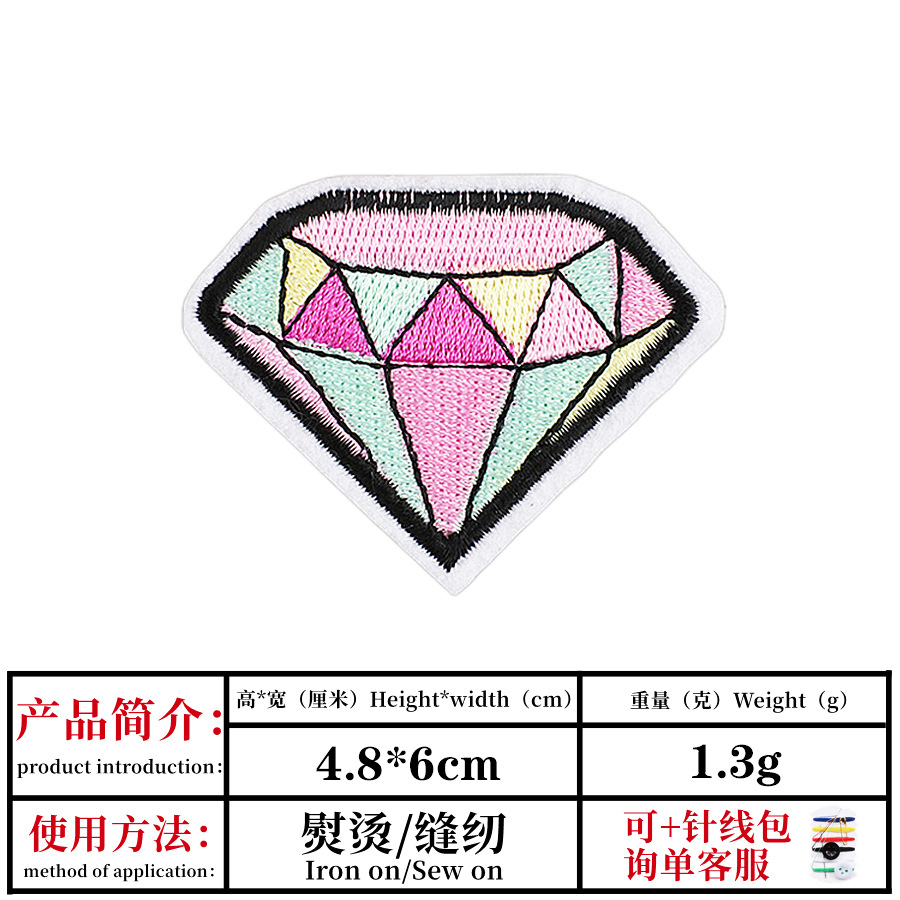 产品简介：
product introduction：
高*宽（厘米）Height*width（cm）
重量（克）Weight（g）
4.8*6cm
1.3g
使用方法：
method of application：
熨烫/缝纫
Iron on/Sew on
可+针线包
询单客服